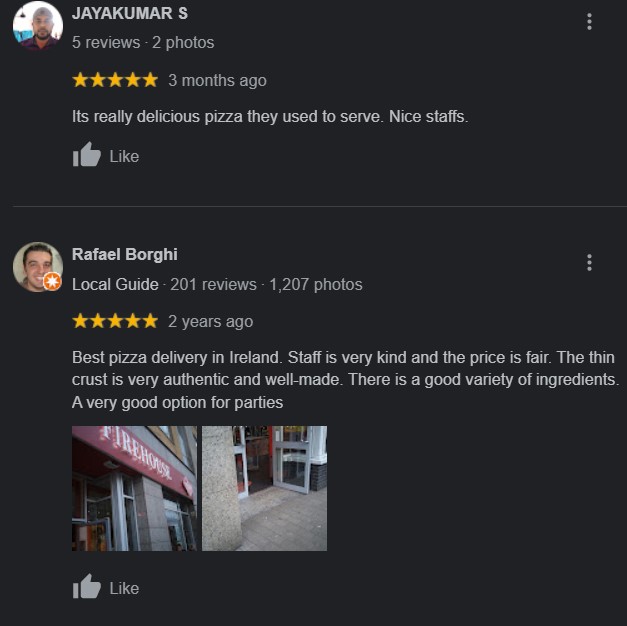 JAYAKUMAR S
5 reviews · 2 photos
3 months ago
Its really delicious pizza they used to serve. Nice staffs.
Like
Rafael Borghi
Local Guide · 201 reviews · 1,207 photos
2 years ago
Best pizza delivery in Ireland. Staff is very kind and the price is fair. The thin
crust is very authentic and well-made. There is a good variety of ingredients.
A very good option for parties
FIREHOUSE
Like